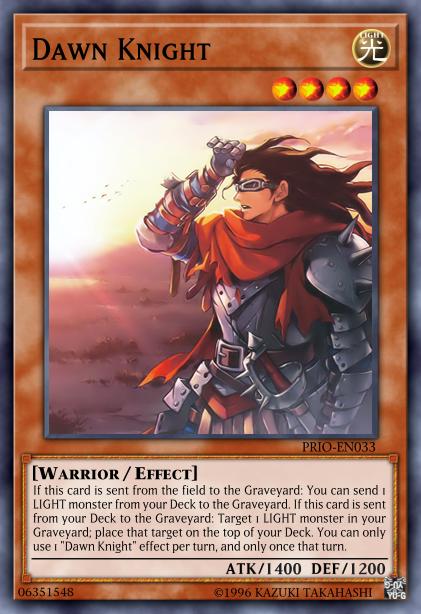 DAWN KNIGHT
LIGHT
光
PRIO-EN033
[WARRIOR / EFFECT]
If this card is sent from the field to the Graveyard: You can send 1
LIGHT monster from your Deck to the Graveyard. If this card is sent
from your Deck to the Graveyard: Target 1 LIGHT monster in your
Graveyard; place that target on the top of your Deck. You can only
use 1 "Dawn Knight" effect per turn, and only once that turn.
ATK/1400 DEF/1200
06351548
©1996 KAZUKI TAKAHASHI